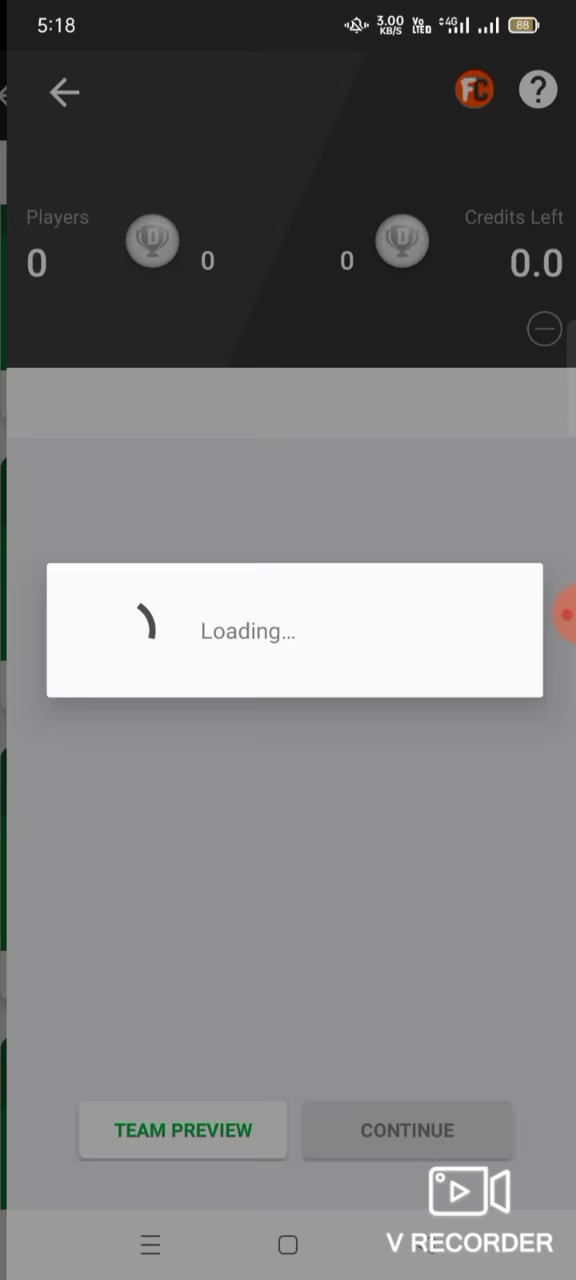 5:18
3.00
KB/S
Vo
LTE
4G
88
FC
?
Players
Credits Left
D
D
0
0
0
0.0
Loading...
TEAM PREVIEW
CONTINUE
V RECORDER